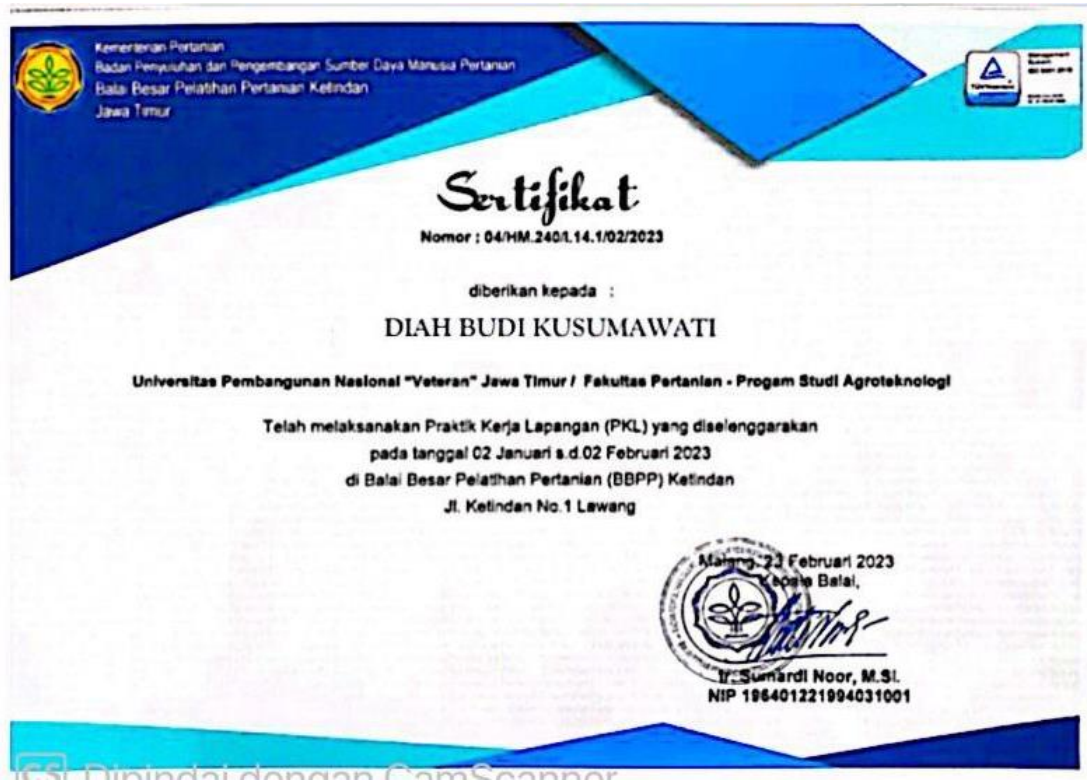 Kementerian Pertanian
Badan Penyuluhan dan Pengembangan Sumber Daya Manusia Pertanian
Balai Besar Pelatihan Pertanian Ketindan
Jawa Timur
Sertifikat
Nomor : 04/HM.240/I.14.1/02/2023
diberikan kepada :
DIAH BUDI KUSUMAWATI
Universitas Pembangunan Nasional "Veteran" Jawa Timur / Fakultas Pertanian - Progam Studi Agroteknologi
Telah melaksanakan Praktik Kerja Lapangan (PKL) yang diselenggarakan
pada tanggal 02 Januari s.d.02 Februari 2023
di Balai Besar Pelatihan Pertanian (BBPP) Ketindan
Jl. Ketindan No.1 Lawang
Malang, 23 Februari 2023
Kepala Balai,
Ir. Sumardi Noor, M.Si.
NIP 196401221994031001
CS Dipindai dengan CamScanner